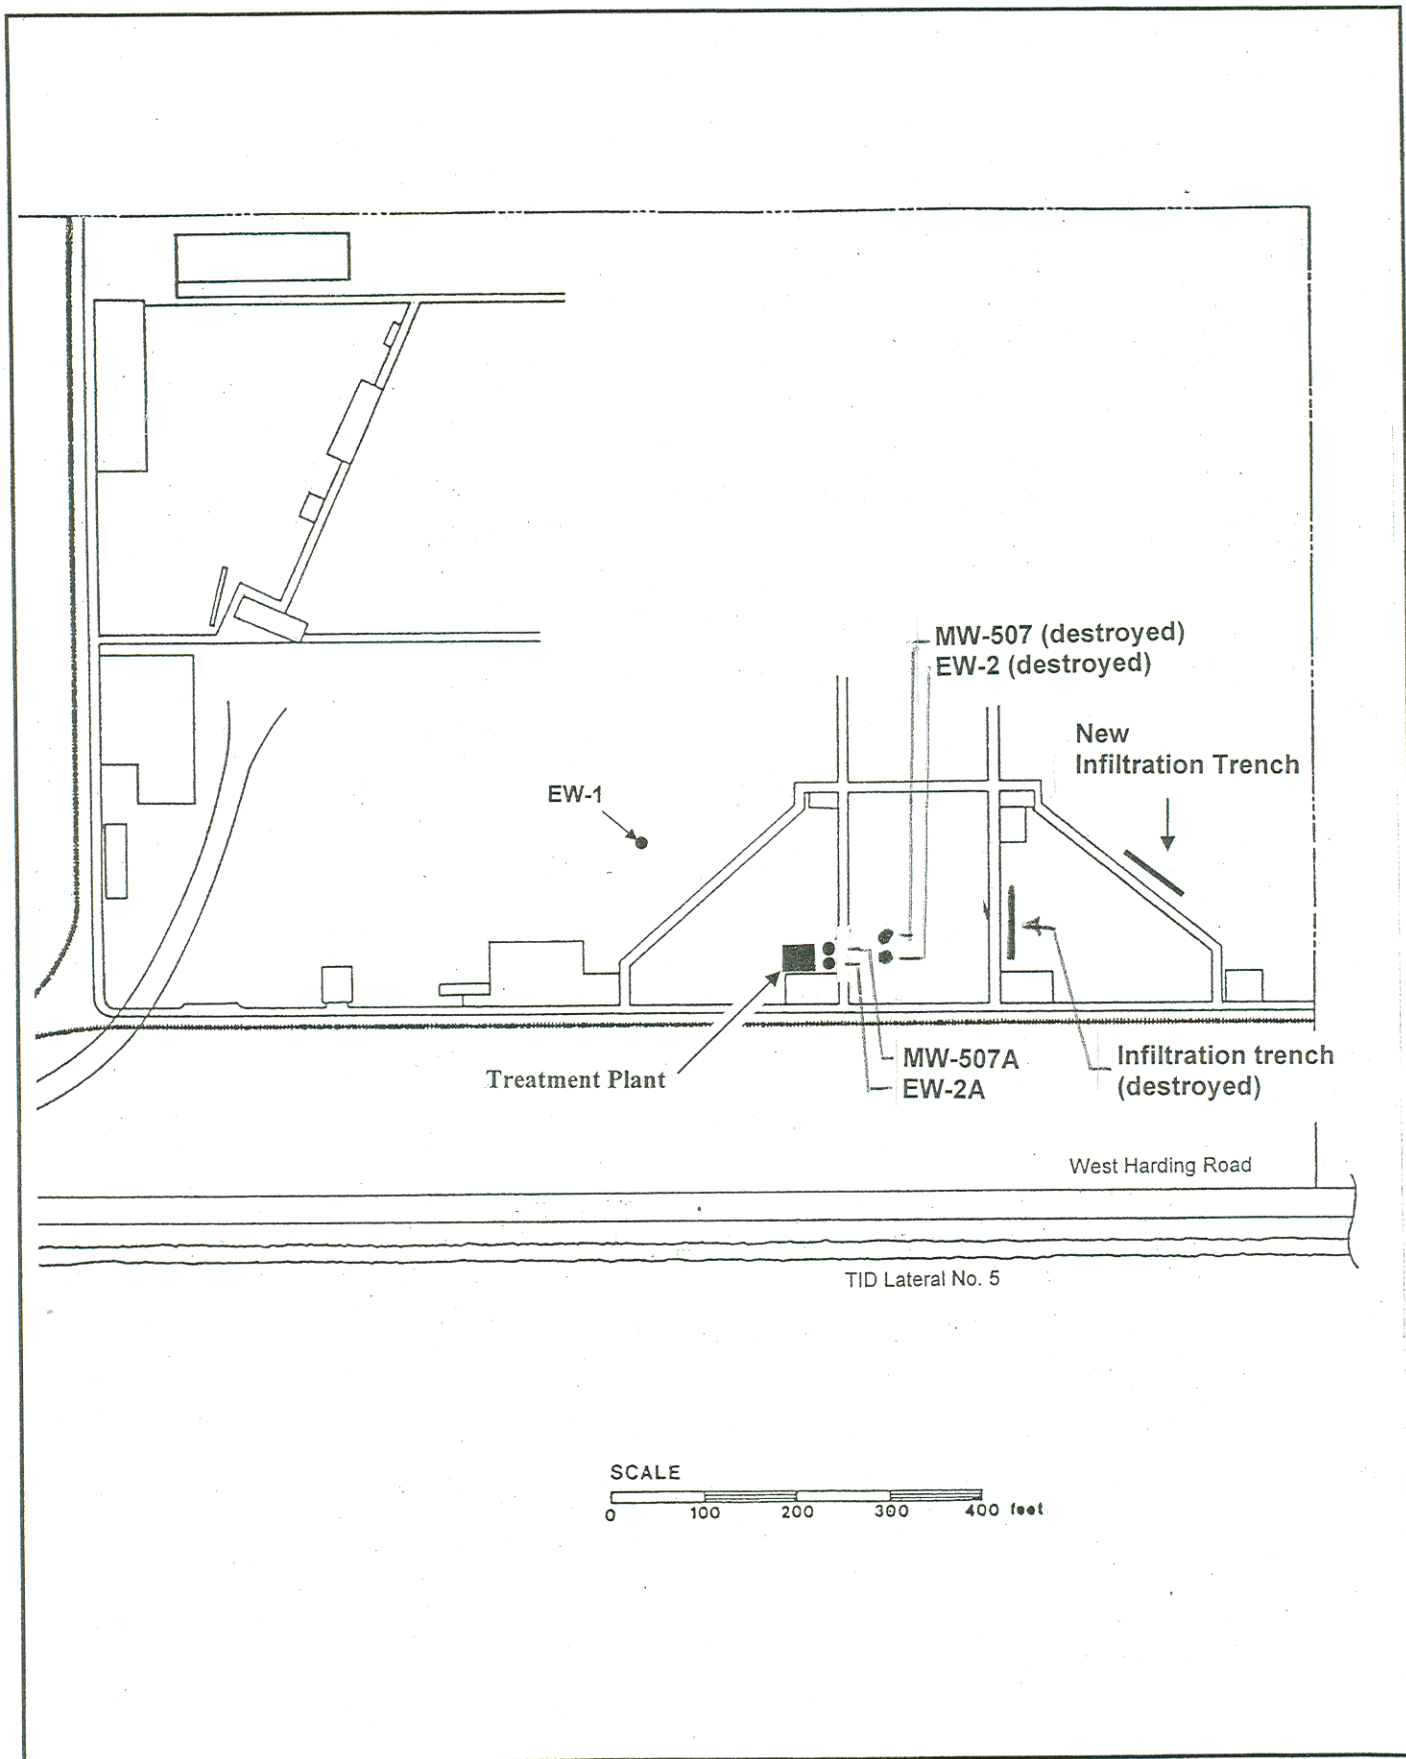 MW-507 (destroyed)
EW-2 (destroyed)
New
Infiltration Trench
EW-1
MW-507A
EW-2A
Infiltration trench
(destroyed)
Treatment Plant
West Harding Road
TID Lateral No. 5
SCALE
0 100 200 300 400 feet